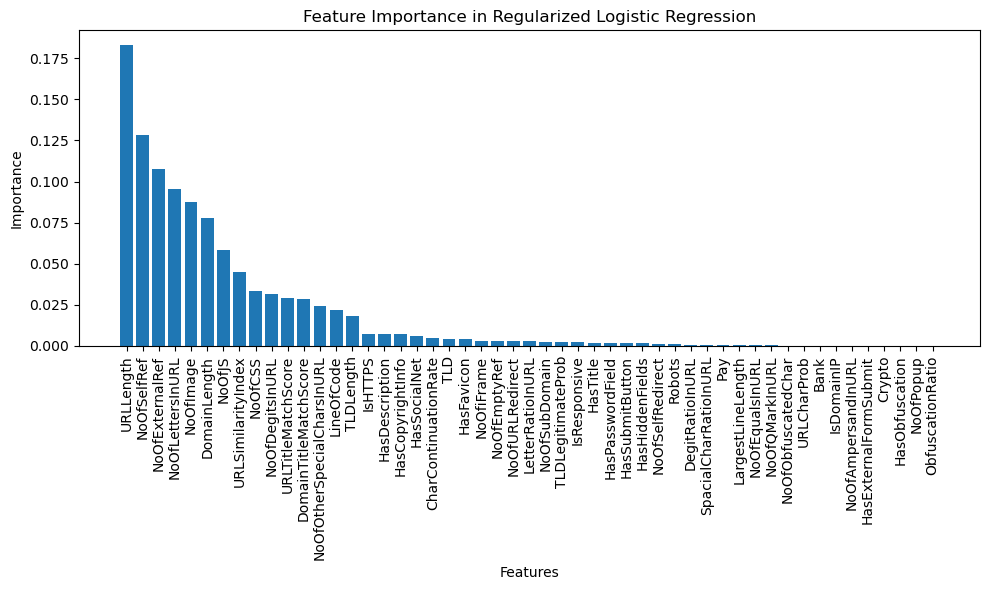 Feature Importance in Regularized Logistic Regression
Importance
0.175
0.150
0.125
0.100
0.075
0.050
0.025
0.000
URLLength
NoOfSelfRef
NoOfExternalRef
NoOfLettersInURL
NoOfImage
DomainLength
NoOfJS
URLSimilarityIndex
NoOfCSS
NoOfDegitsInURL
URLTitleMatchScore
DomainTitleMatchScore
NoOfOtherSpecialCharsInURL
LineOfCode
TLDLength
IsHTTPS
HasDescription
HasCopyrightInfo
HasSocialNet
CharContinuationRate
TLD
HasFavicon
NoOfiFrame
NoOfEmptyRef
NoOfURLRedirect
LetterRatioInURL
NoOfSubDomain
TLDLegitimateProb
IsResponsive
HasTitle
HasPasswordField
HasSubmitButton
HasHiddenFields
NoOfSelfRedirect
Robots
DegitRatioInURL
SpacialCharRatioInURL
Pay
LargestLineLength
NoOfEqualsInURL
NoOfQMarkInURL
NoOfObfuscatedChar
URLCharProb
Bank
IsDomainIP
NoOfAmpersandInURL
HasExternalFormSubmit
Crypto
HasObfuscation
NoOfPopup
ObfuscationRatio
Features